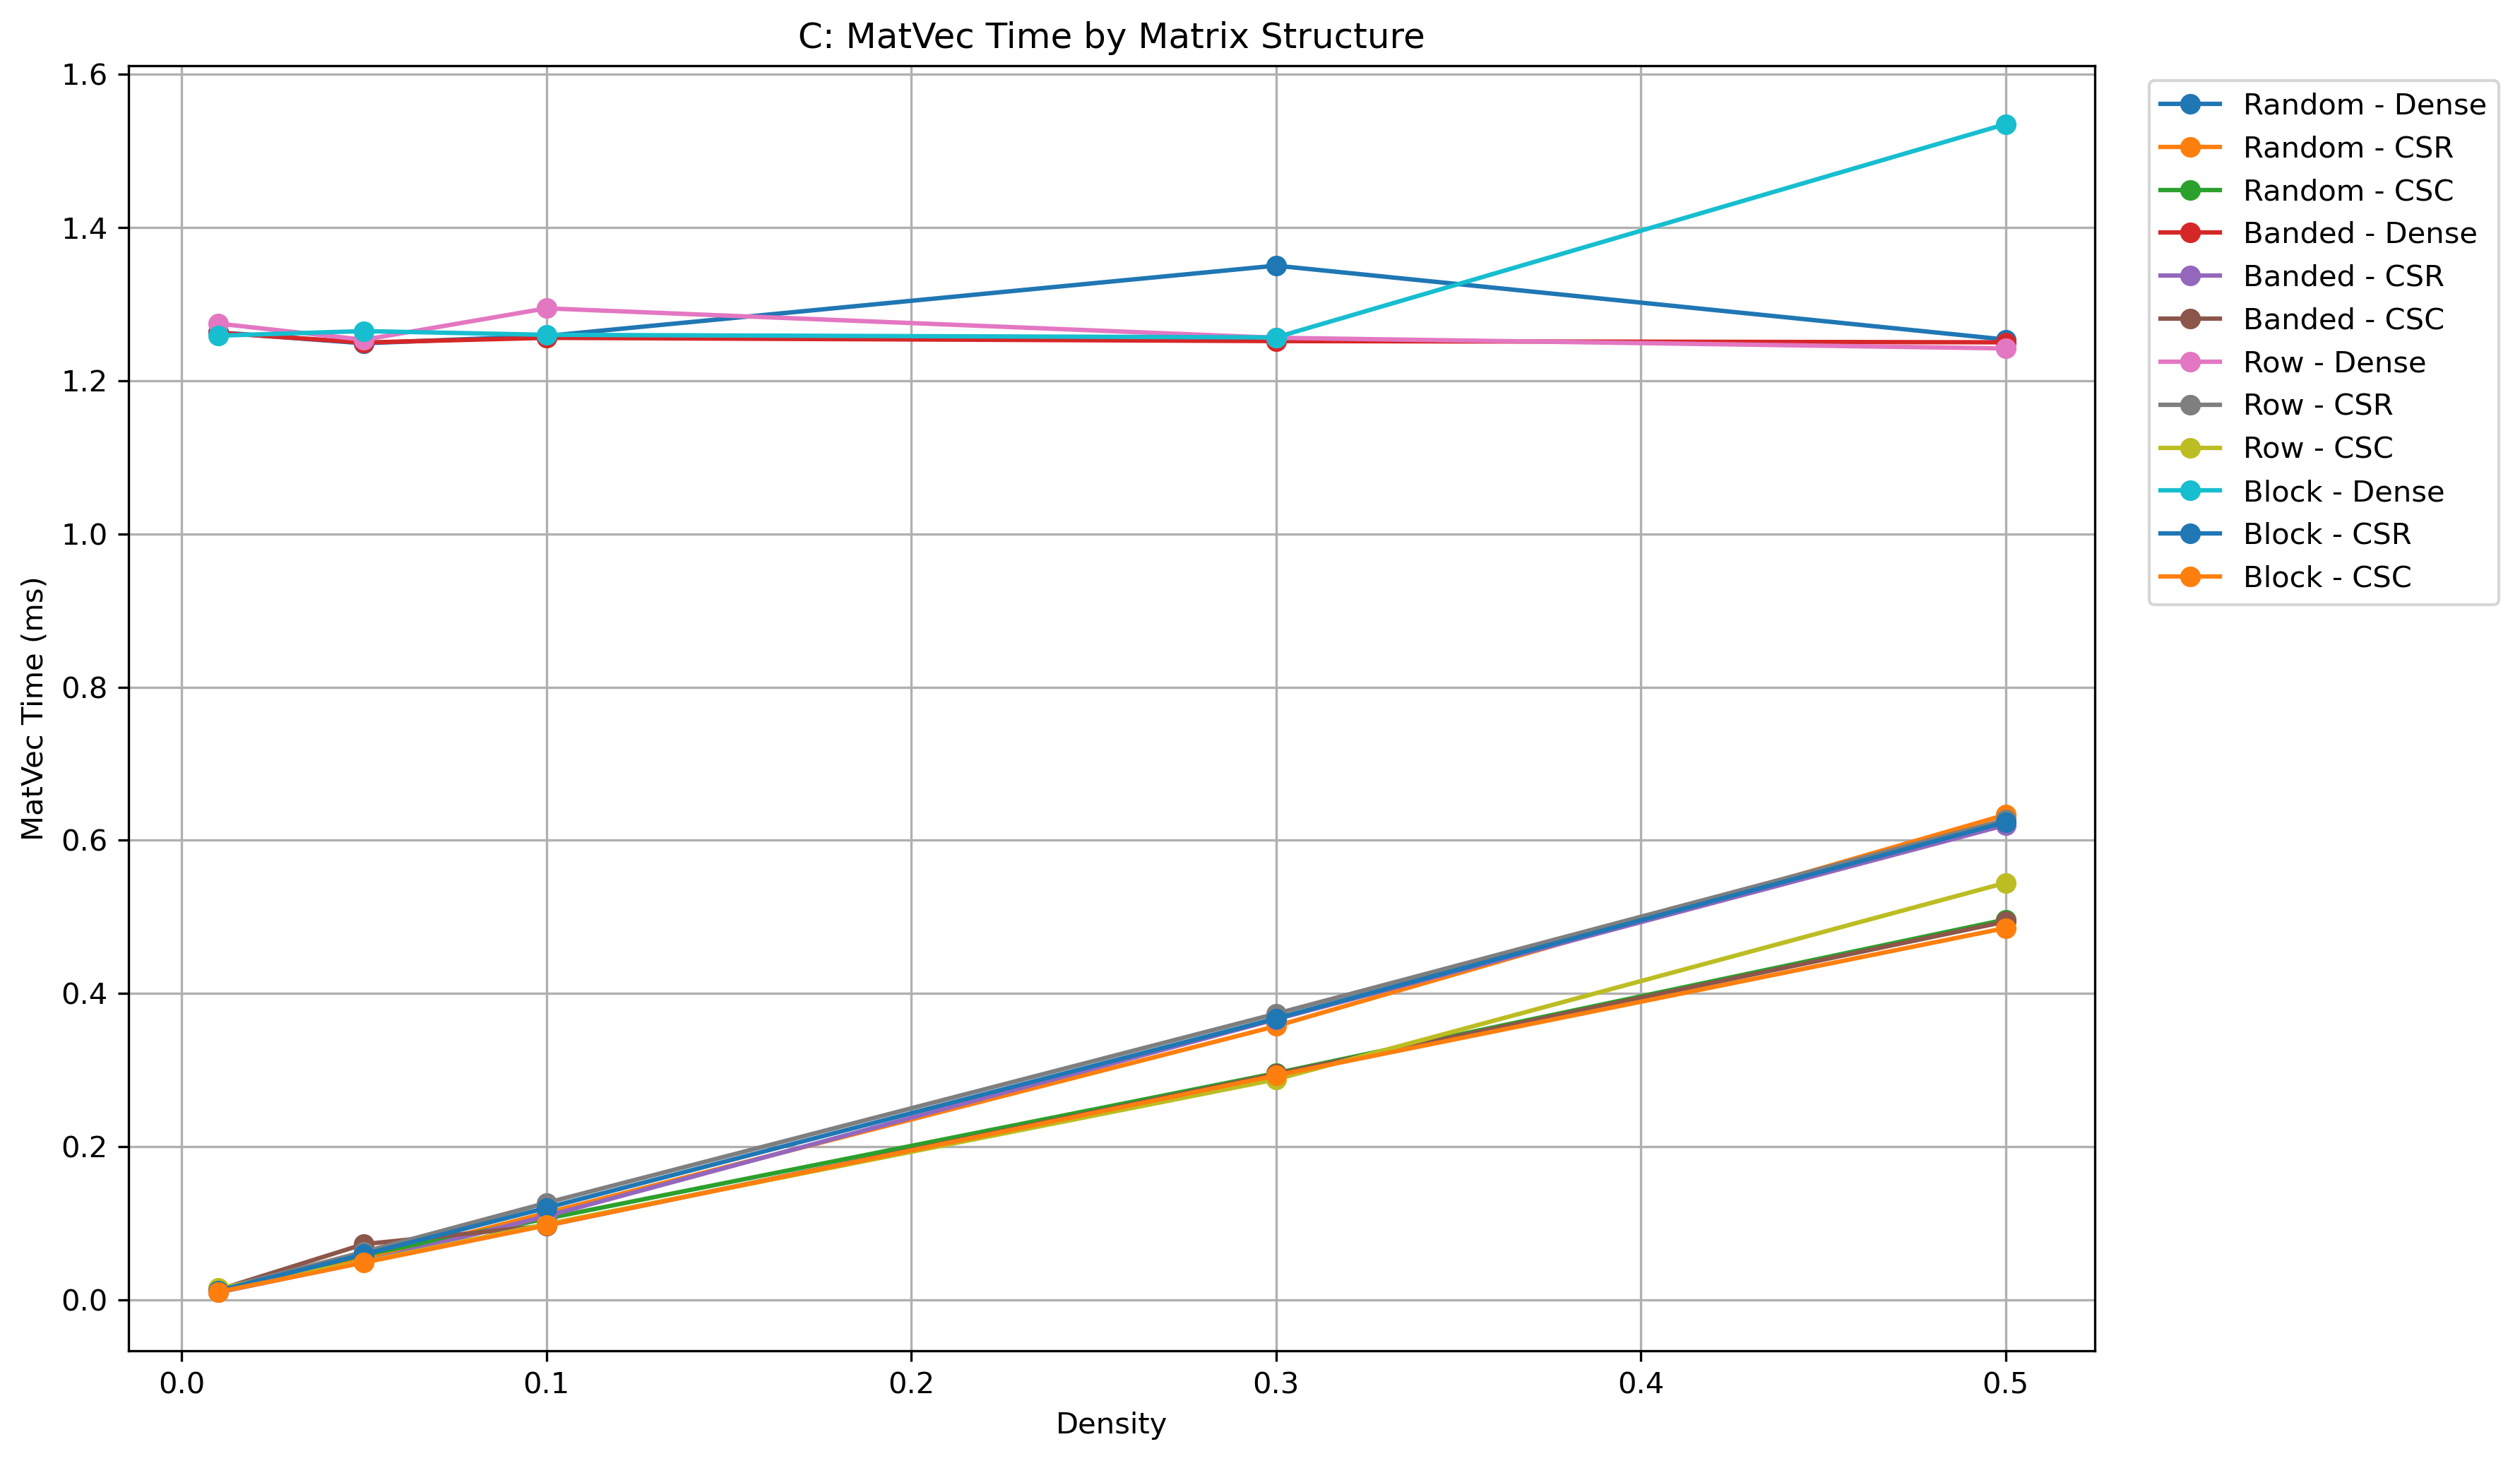 C: MatVec Time by Matrix Structure
1.6
1.4
1.2
1.0
0.8
0.6
0.4
0.2
0.0
MatVec Time (ms)
0.0 0.1 0.2 0.3 0.4 0.5
Density
Random - Dense
Random - CSR
Random - CSC
Banded - Dense
Banded - CSR
Banded - CSC
Row - Dense
Row - CSR
Row - CSC
Block - Dense
Block - CSR
Block - CSC